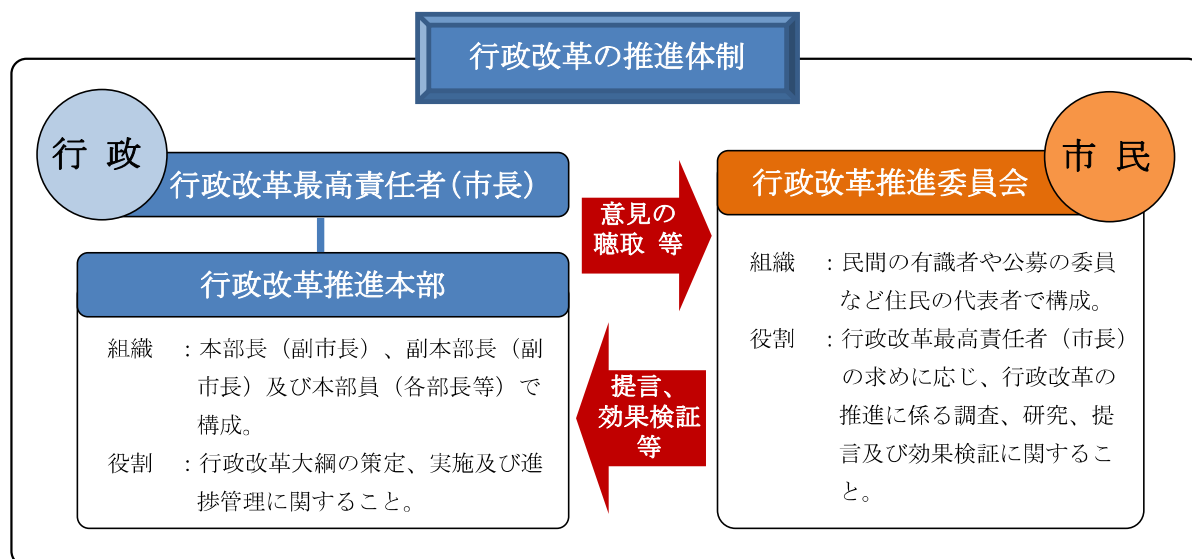 行政改革の推進体制
行 政
行政改革最高責任者(市長)
行政改革推進本部
組織 ：本部長（副市長）、副本部長（副
市長）及び本部員（各部長等）で
構成。
役割 ：行政改革大綱の策定、実施及び進
捗管理に関すること。
意見の
聴取 等
提言、
効果検証
等
市 民
行政改革推進委員会
組織 ：民間の有識者や公募の委員
など住民の代表者で構成。
役割 ：行政改革最高責任者（市長）
の求めに応じ、行政改革の
推進に係る調査、研究、提
言及び効果検証に関するこ
と。